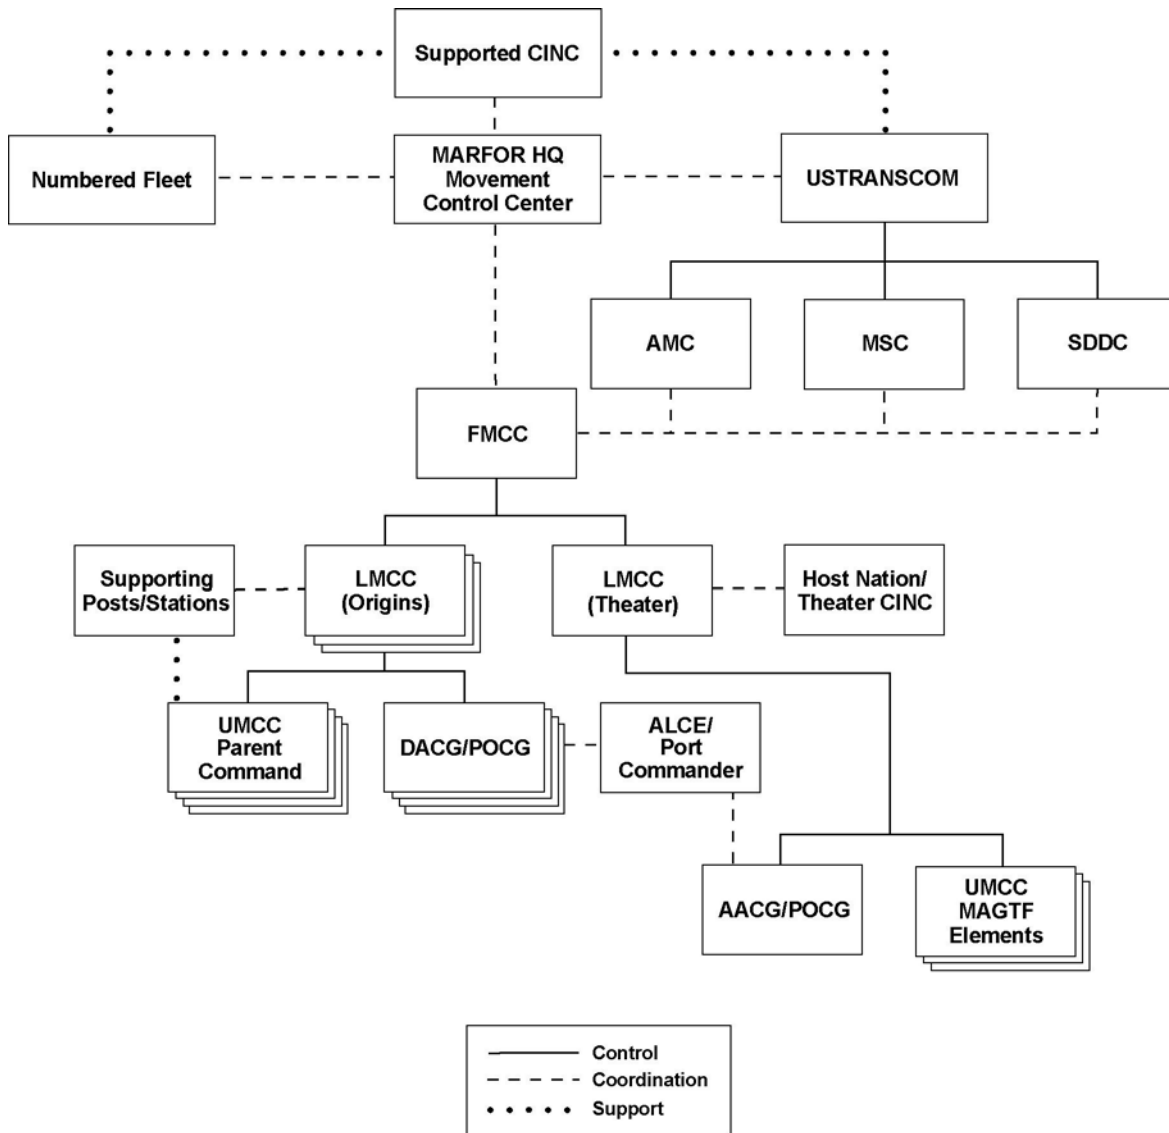 Supported CINC
Numbered Fleet
MARFOR HQ
Movement
Control Center
USTRANSCOM
AMC
MSC
SDDC
FMCC
Supporting
Posts/Stations
LMCC
(Origins)
LMCC
(Theater)
Host Nation/
Theater CINC
UMCC
Parent
Command
DACG/POCG
ALCE/
Port
Commander
AACG/POCG
UMCC
MAGTF
Elements
Control
Coordination
Support